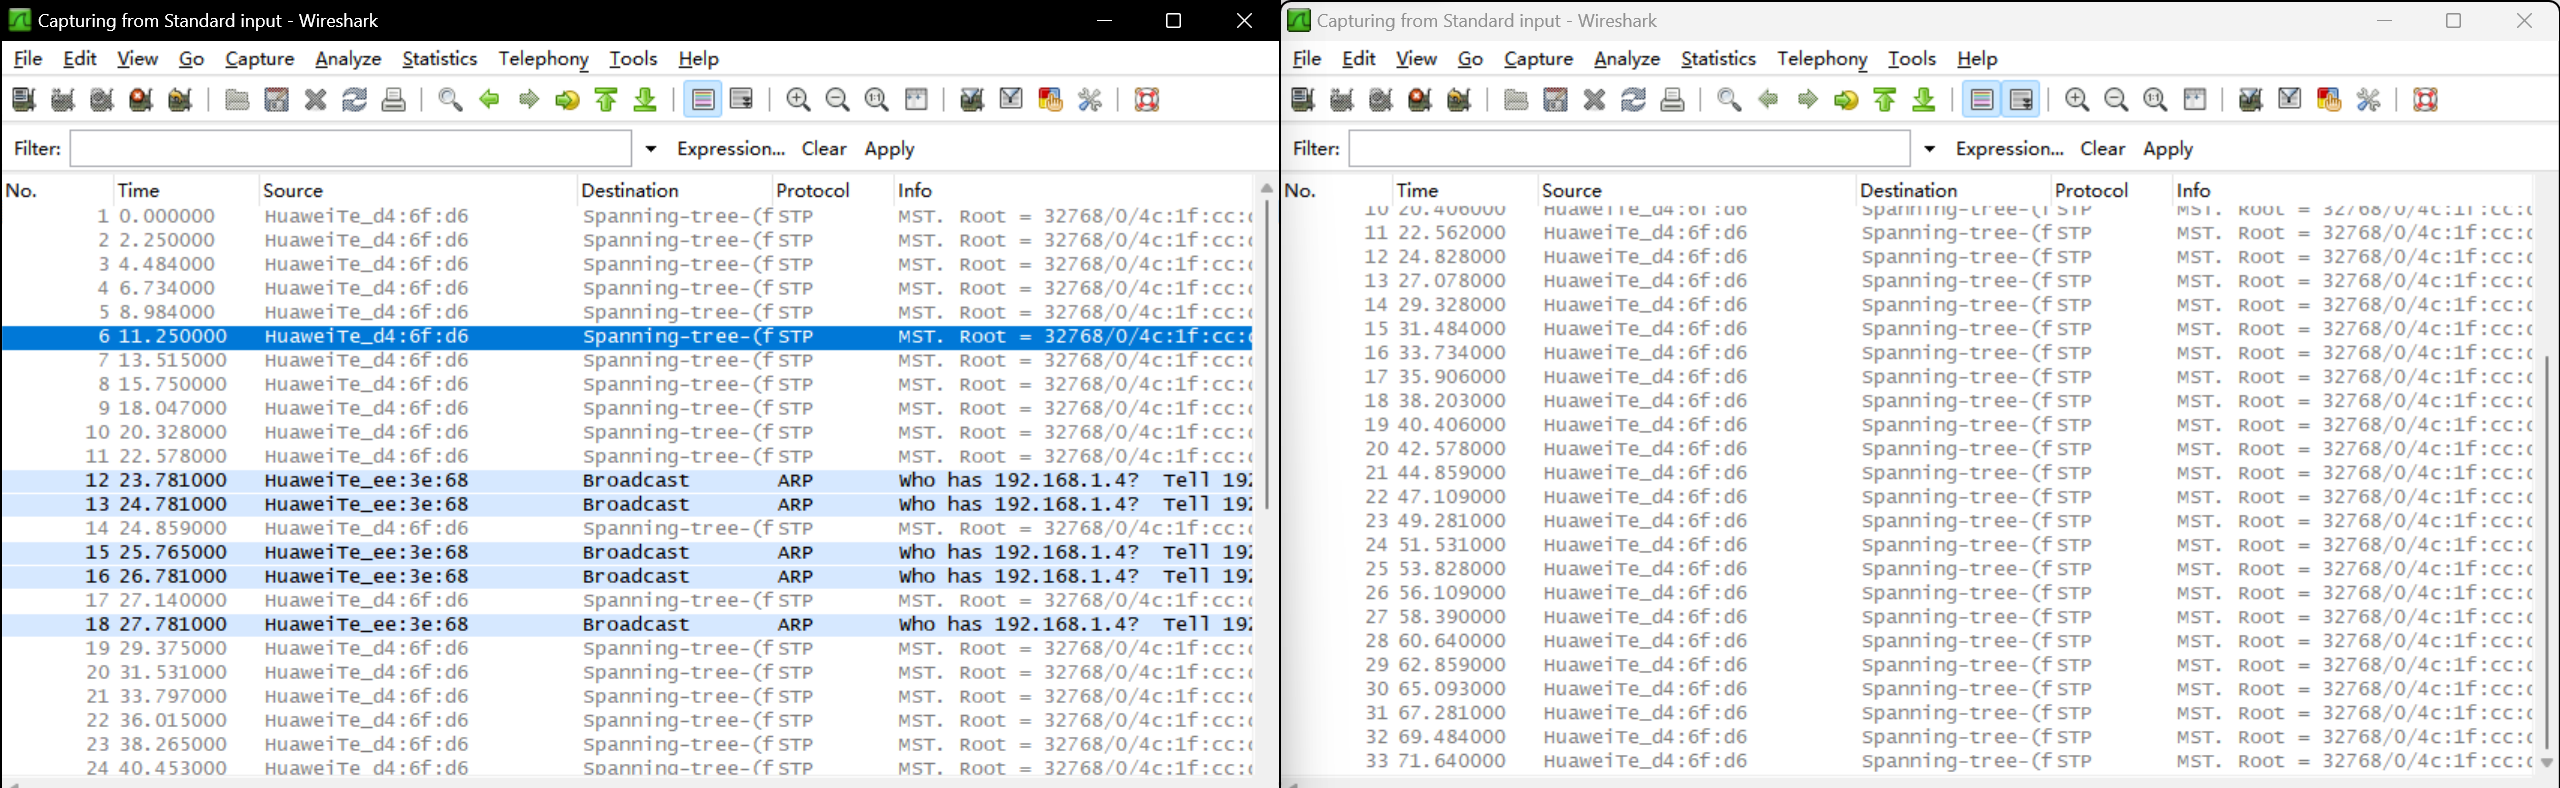 Capturing from Standard input - Wireshark
File Edit View Go Capture Analyze Statistics Telephony Tools Help
Filter: Expression... Clear Apply
No. Time Source Destination Protocol Info
1 0.000000 HuaweiTe_d4:6f:d6 Spanning-tree-(f STP MST. Root = 32768/0/4c:1f:cc:
2 2.250000 HuaweiTe_d4:6f:d6 Spanning-tree-(f STP MST. Root = 32768/0/4c:1f:cc:
3 4.484000 HuaweiTe_d4:6f:d6 Spanning-tree-(f STP MST. Root = 32768/0/4c:1f:cc:
4 6.734000 HuaweiTe_d4:6f:d6 Spanning-tree-(f STP MST. Root = 32768/0/4c:1f:cc:
5 8.984000 HuaweiTe_d4:6f:d6 Spanning-tree-(f STP MST. Root = 32768/0/4c:1f:cc:
6 11.250000 HuaweiTe_d4:6f:d6 Spanning-tree-(f STP MST. Root = 32768/0/4c:1f:cc:
7 13.515000 HuaweiTe_d4:6f:d6 Spanning-tree-(f STP MST. Root = 32768/0/4c:1f:cc:
8 15.750000 HuaweiTe_d4:6f:d6 Spanning-tree-(f STP MST. Root = 32768/0/4c:1f:cc:
9 18.047000 HuaweiTe_d4:6f:d6 Spanning-tree-(f STP MST. Root = 32768/0/4c:1f:cc:
10 20.328000 HuaweiTe_d4:6f:d6 Spanning-tree-(f STP MST. Root = 32768/0/4c:1f:cc:
11 22.578000 HuaweiTe_d4:6f:d6 Spanning-tree-(f STP MST. Root = 32768/0/4c:1f:cc:
12 23.781000 HuaweiTe_ee:3e:68 Broadcast ARP Who has 192.168.1.4? Tell 192
13 24.781000 HuaweiTe_ee:3e:68 Broadcast ARP Who has 192.168.1.4? Tell 192
14 24.859000 HuaweiTe_d4:6f:d6 Spanning-tree-(f STP MST. Root = 32768/0/4c:1f:cc:
15 25.765000 HuaweiTe_ee:3e:68 Broadcast ARP Who has 192.168.1.4? Tell 192
16 26.781000 HuaweiTe_ee:3e:68 Broadcast ARP Who has 192.168.1.4? Tell 192
17 27.140000 HuaweiTe_d4:6f:d6 Spanning-tree-(f STP MST. Root = 32768/0/4c:1f:cc:
18 27.781000 HuaweiTe_ee:3e:68 Broadcast ARP Who has 192.168.1.4? Tell 192
19 29.375000 HuaweiTe_d4:6f:d6 Spanning-tree-(f STP MST. Root = 32768/0/4c:1f:cc:
20 31.531000 HuaweiTe_d4:6f:d6 Spanning-tree-(f STP MST. Root = 32768/0/4c:1f:cc:
21 33.797000 HuaweiTe_d4:6f:d6 Spanning-tree-(f STP MST. Root = 32768/0/4c:1f:cc:
22 36.015000 HuaweiTe_d4:6f:d6 Spanning-tree-(f STP MST. Root = 32768/0/4c:1f:cc:
23 38.265000 HuaweiTe_d4:6f:d6 Spanning-tree-(f STP MST. Root = 32768/0/4c:1f:cc:
24 40.453000 HuaweiTe_d4:6f:d6 Spanning-tree-(f STP MST. Root = 32768/0/4c:1f:cc:
Capturing from Standard input - Wireshark
File Edit View Go Capture Analyze Statistics Telephony Tools Help
Filter: Expression... Clear Apply
No. Time Source Destination Protocol Info
10 20.406000 HuaweiTe_d4:6f:d6 Spanning-tree-(f STP MST. Root = 32768/0/4c:1f:cc:
11 22.562000 HuaweiTe_d4:6f:d6 Spanning-tree-(f STP MST. Root = 32768/0/4c:1f:cc:
12 24.828000 HuaweiTe_d4:6f:d6 Spanning-tree-(f STP MST. Root = 32768/0/4c:1f:cc:
13 27.078000 HuaweiTe_d4:6f:d6 Spanning-tree-(f STP MST. Root = 32768/0/4c:1f:cc:
14 29.328000 HuaweiTe_d4:6f:d6 Spanning-tree-(f STP MST. Root = 32768/0/4c:1f:cc:
15 31.484000 HuaweiTe_d4:6f:d6 Spanning-tree-(f STP MST. Root = 32768/0/4c:1f:cc:
16 33.734000 HuaweiTe_d4:6f:d6 Spanning-tree-(f STP MST. Root = 32768/0/4c:1f:cc:
17 35.906000 HuaweiTe_d4:6f:d6 Spanning-tree-(f STP MST. Root = 32768/0/4c:1f:cc:
18 38.203000 HuaweiTe_d4:6f:d6 Spanning-tree-(f STP MST. Root = 32768/0/4c:1f:cc:
19 40.406000 HuaweiTe_d4:6f:d6 Spanning-tree-(f STP MST. Root = 32768/0/4c:1f:cc:
20 42.578000 HuaweiTe_d4:6f:d6 Spanning-tree-(f STP MST. Root = 32768/0/4c:1f:cc:
21 44.859000 HuaweiTe_d4:6f:d6 Spanning-tree-(f STP MST. Root = 32768/0/4c:1f:cc:
22 47.109000 HuaweiTe_d4:6f:d6 Spanning-tree-(f STP MST. Root = 32768/0/4c:1f:cc:
23 49.281000 HuaweiTe_d4:6f:d6 Spanning-tree-(f STP MST. Root = 32768/0/4c:1f:cc:
24 51.531000 HuaweiTe_d4:6f:d6 Spanning-tree-(f STP MST. Root = 32768/0/4c:1f:cc:
25 53.828000 HuaweiTe_d4:6f:d6 Spanning-tree-(f STP MST. Root = 32768/0/4c:1f:cc:
26 56.109000 HuaweiTe_d4:6f:d6 Spanning-tree-(f STP MST. Root = 32768/0/4c:1f:cc:
27 58.390000 HuaweiTe_d4:6f:d6 Spanning-tree-(f STP MST. Root = 32768/0/4c:1f:cc:
28 60.640000 HuaweiTe_d4:6f:d6 Spanning-tree-(f STP MST. Root = 32768/0/4c:1f:cc:
29 62.859000 HuaweiTe_d4:6f:d6 Spanning-tree-(f STP MST. Root = 32768/0/4c:1f:cc:
30 65.093000 HuaweiTe_d4:6f:d6 Spanning-tree-(f STP MST. Root = 32768/0/4c:1f:cc:
31 67.281000 HuaweiTe_d4:6f:d6 Spanning-tree-(f STP MST. Root = 32768/0/4c:1f:cc:
32 69.484000 HuaweiTe_d4:6f:d6 Spanning-tree-(f STP MST. Root = 32768/0/4c:1f:cc:
33 71.640000 HuaweiTe_d4:6f:d6 Spanning-tree-(f STP MST. Root = 32768/0/4c:1f:cc: